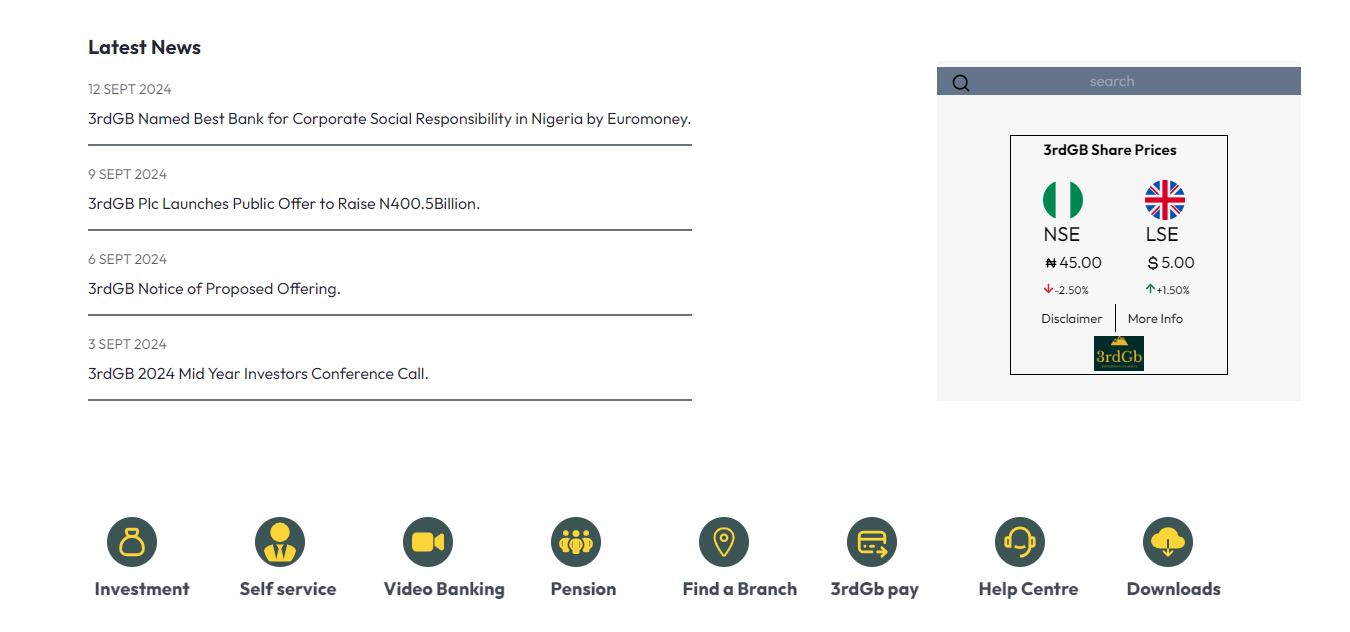 Latest News
12 SEPT 2024
3rdGB Named Best Bank for Corporate Social Responsibility in Nigeria by Euromoney.
9 SEPT 2024
3rdGB Plc Launches Public Offer to Raise N400.5Billion.
6 SEPT 2024
3rdGB Notice of Proposed Offering.
3 SEPT 2024
3rdGB 2024 Mid Year Investors Conference Call.
search
3rdGB Share Prices
NSE LSE
₦ 45.00 $ 5.00
-2.50% +1.50%
Disclaimer More Info
3rdGb
Investment Self service Video Banking Pension Find a Branch 3rdGb pay Help Centre Downloads